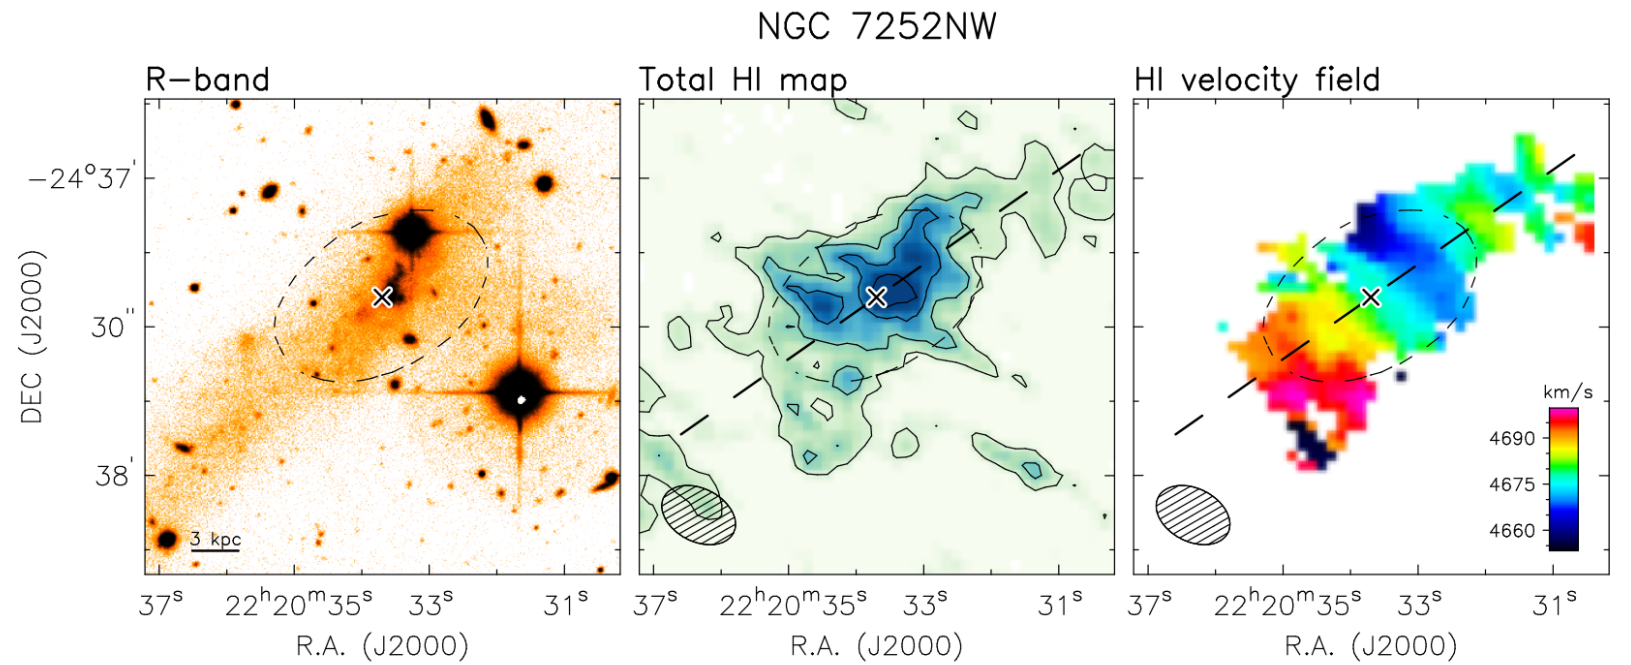 NGC 7252NW
R-band
Total HI map
HI velocity field
-24°37'
30"
38'
DEC (J2000)
3 kpc
km/s
4690
4675
4660
37ˢ 22ʰ20ᵐ35ˢ 33ˢ 31ˢ
37ˢ 22ʰ20ᵐ35ˢ 33ˢ 31ˢ
37ˢ 22ʰ20ᵐ35ˢ 33ˢ 31ˢ
R.A. (J2000)
R.A. (J2000)
R.A. (J2000)